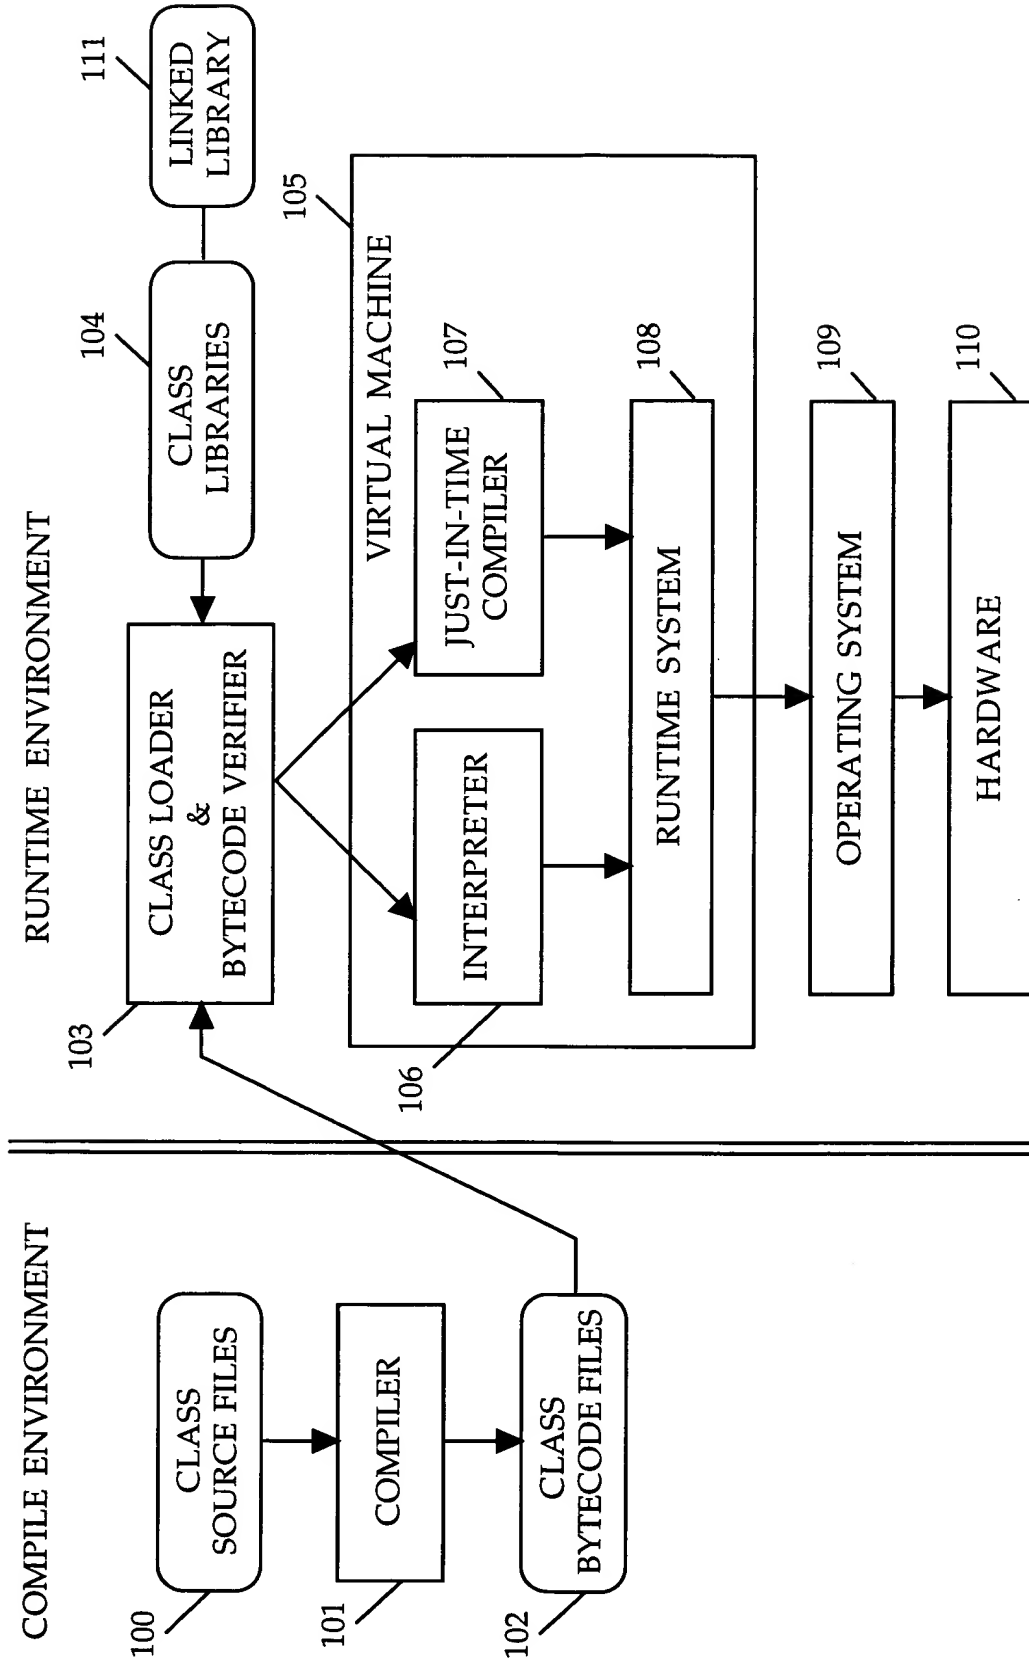 COMPILE ENVIRONMENT
100
CLASS
SOURCE FILES
101
COMPILER
102
CLASS
BYTECODE FILES
RUNTIME ENVIRONMENT
103
CLASS LOADER
&
BYTECODE VERIFIER
104
CLASS
LIBRARIES
111
LINKED
LIBRARY
105
VIRTUAL MACHINE
106
INTERPRETER
107
JUST-IN-TIME
COMPILER
108
RUNTIME SYSTEM
109
OPERATING SYSTEM
110
HARDWARE